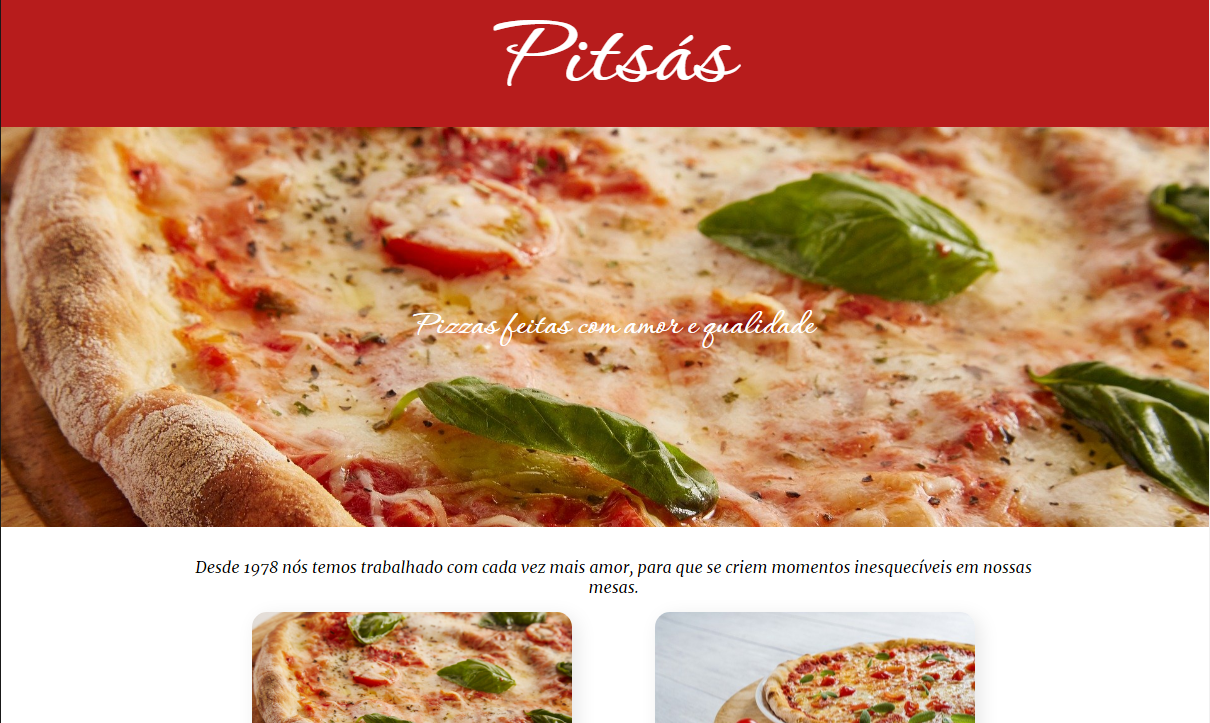 Pitsás
Pizzas feitas com amor e qualidade
Desde 1978 nós temos trabalhado com cada vez mais amor, para que se criem momentos inesquecíveis em nossas
mesas.